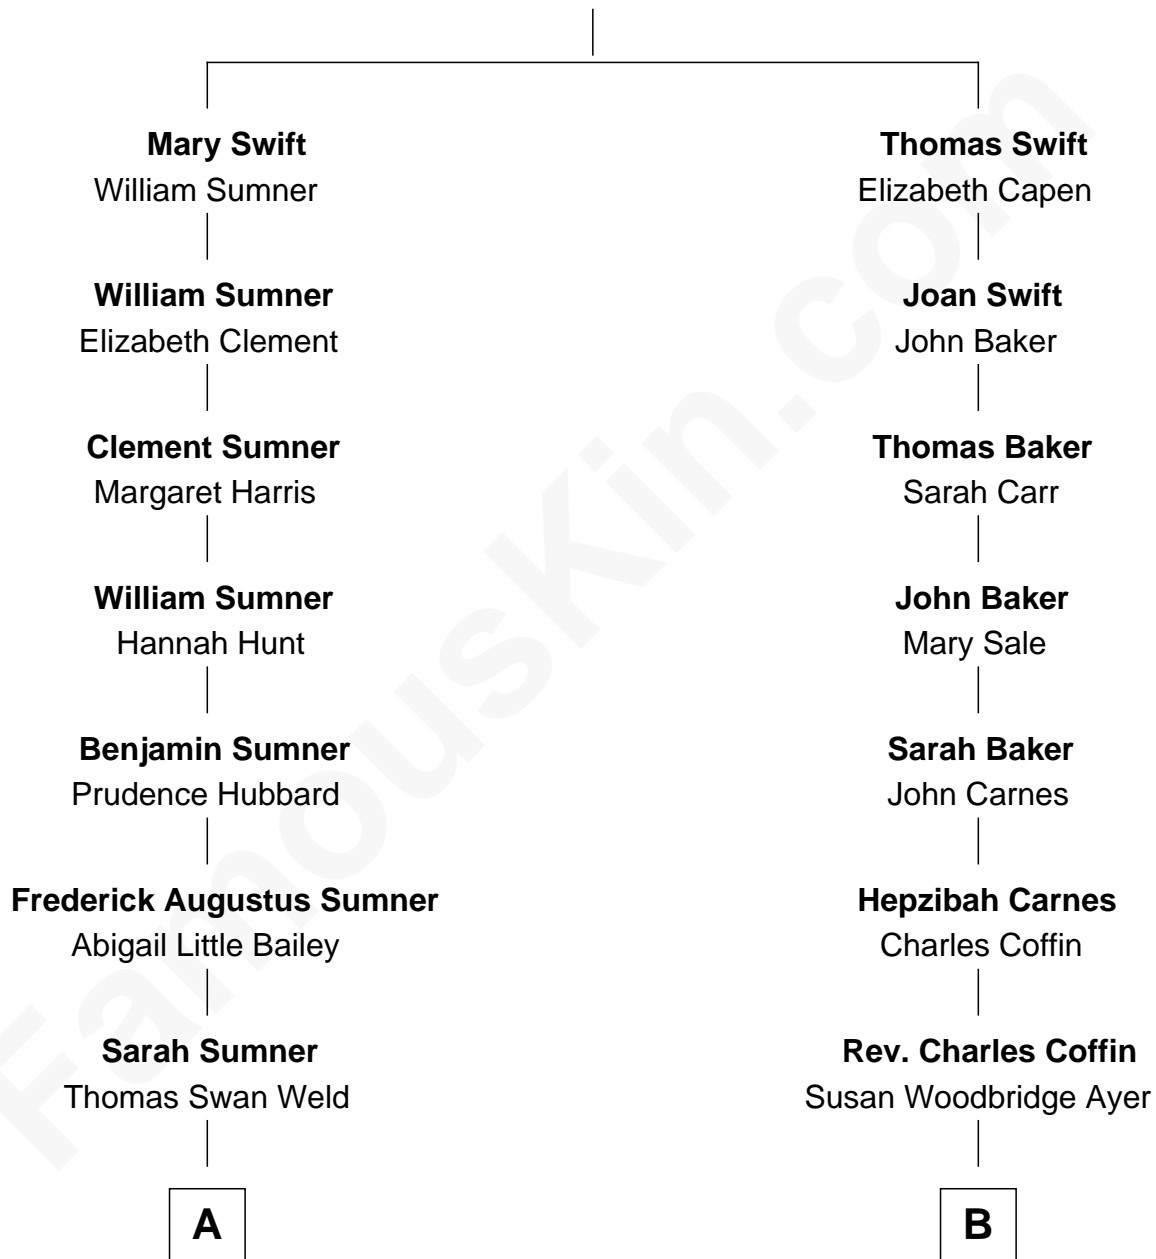 Mary Swift
William Sumner
William Sumner
Elizabeth Clement
Clement Sumner
Margaret Harris
William Sumner
Hannah Hunt
Benjamin Sumner
Prudence Hubbard
Frederick Augustus Sumner
Abigail Little Bailey
Sarah Sumner
Thomas Swan Weld
A
Thomas Swift
Elizabeth Capen
Joan Swift
John Baker
Thomas Baker
Sarah Carr
John Baker
Mary Sale
Sarah Baker
John Carnes
Hepzibah Carnes
Charles Coffin
Rev. Charles Coffin
Susan Woodbridge Ayer
B
FamousKin.com